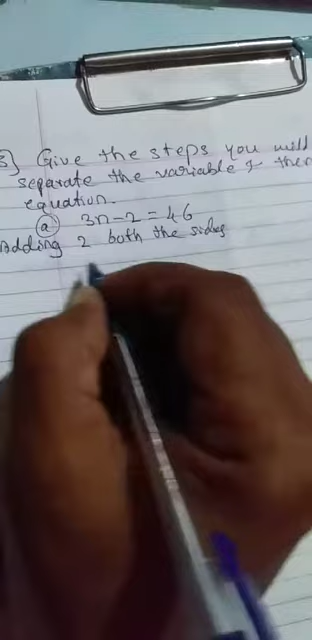 3) Give the steps you will
separate the variable & then
equation.
(a) 3n-2=46
Adding 2 both the sides